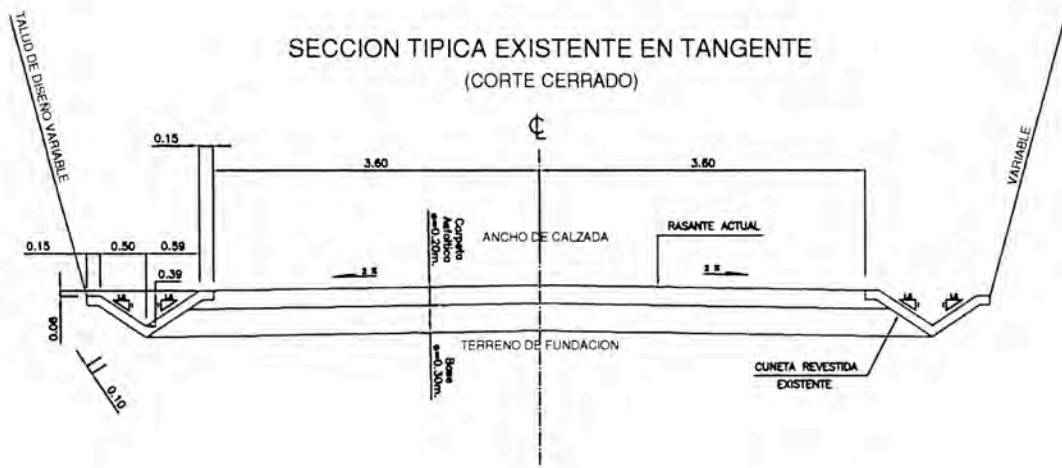 SECCION TIPICA EXISTENTE EN TANGENTE
(CORTE CERRADO)
TALUD DE DISEÑO VARIABLE
VARIABLE
0.15
3.60
3.60
ANCHO DE CALZADA
RASANTE ACTUAL
Carpeta
Asfaltica
e=0.20m.
0.15
0.50
0.59
0.39
2 %
2 %
0.06
0.10
TERRENO DE FUNDACION
Base
e=0.30m.
CUNETA REVESTIDA
EXISTENTE